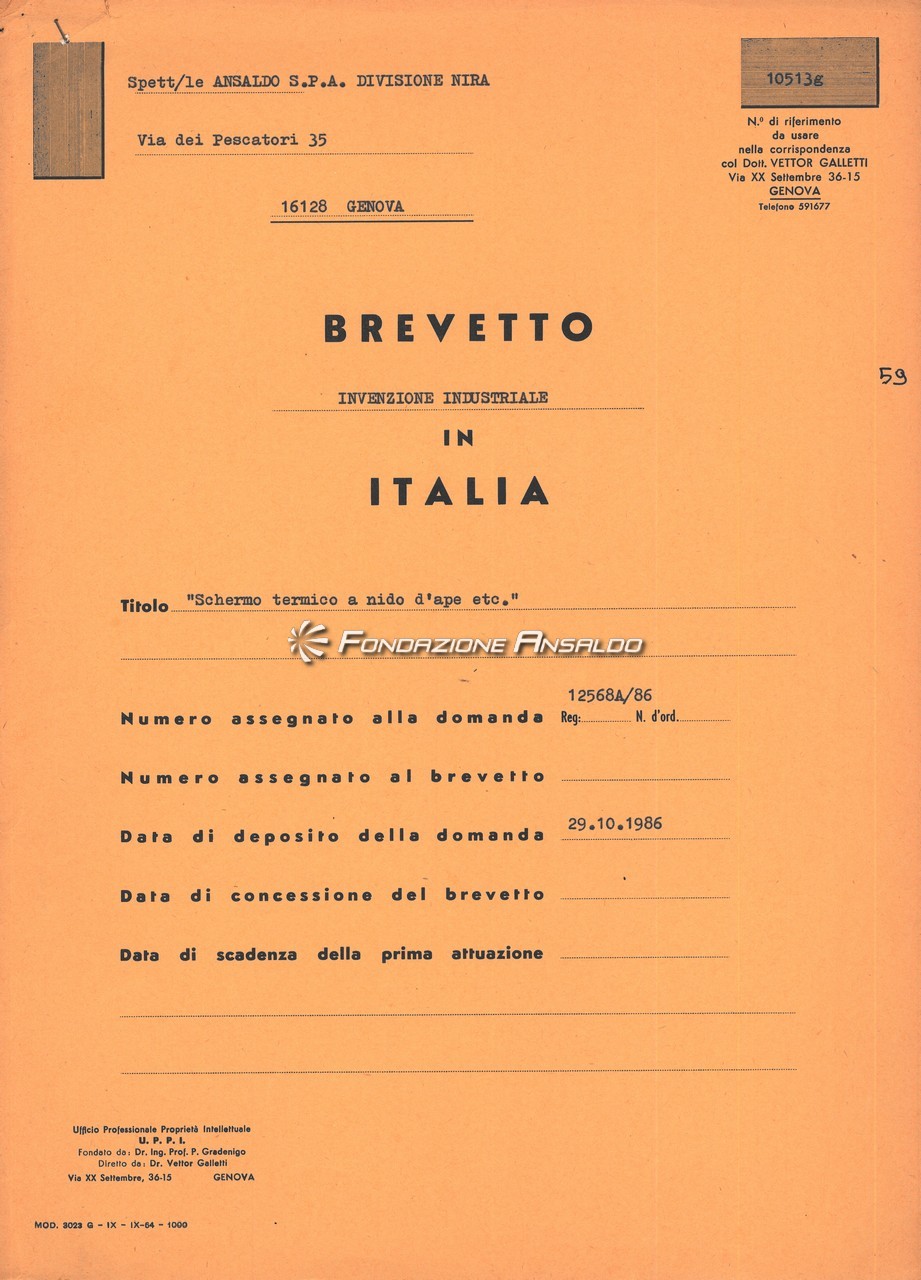 Spett/le ANSALDO S.P.A. DIVISIONE NIRA
Via dei Pescatori 35
16128 GENOVA
10513g
N.º di riferimento
da usare
nella corrispondenza
col Dott. VETTOR GALLETTI
Via XX Settembre 36-15
GENOVA
Telefono 591677
BREVETTO
59
INVENZIONE INDUSTRIALE
IN
ITALIA
Titolo "Schermo termico a nido d'ape etc."
FONDAZIONE ANSALDO
12568A/86
Numero assegnato alla domanda Reg: N. d'ord.
Numero assegnato al brevetto
Data di deposito della domanda 29.10.1986
Data di concessione del brevetto
Data di scadenza della prima attuazione
Ufficio Professionale Proprietà Intellettuale
U. P. P. I.
Fondato da: Dr. Ing. Prof. P. Gradenigo
Diretto da: Dr. Vettor Galletti
Via XX Settembre, 36-15 GENOVA
MOD. 3023 G - IX - IX-64 - 1000